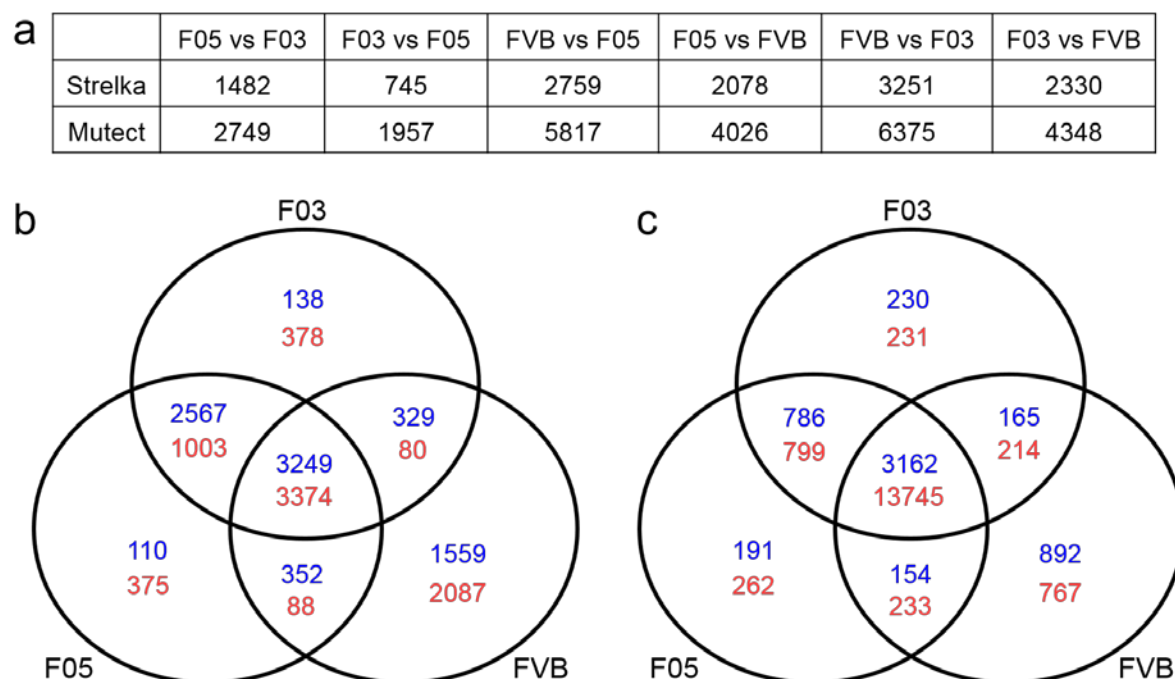 a
F05 vs F03 F03 vs F05 FVB vs F05 F05 vs FVB FVB vs F03 F03 vs FVB
Strelka 1482 745 2759 2078 3251 2330
Mutect 2749 1957 5817 4026 6375 4348
b
F03
138
378
2567
1003
329
80
3249
3374
110
375
352
88
1559
2087
F05
FVB
c
F03
230
231
786
799
165
214
3162
13745
191
262
154
233
892
767
F05
FVB